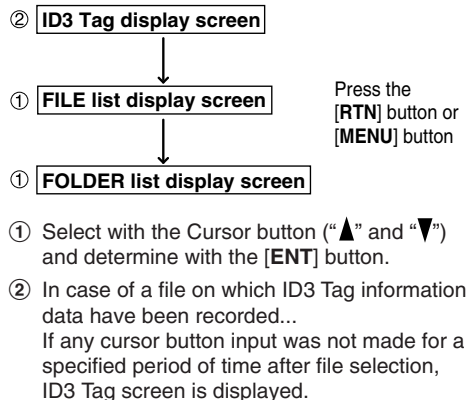 ② ID3 Tag display screen
① FILE list display screen
Press the
[RTN] button or
[MENU] button
① FOLDER list display screen
① Select with the Cursor button (“▲” and “▼”)
and determine with the [ENT] button.
② In case of a file on which ID3 Tag information
data have been recorded...
If any cursor button input was not made for a
specified period of time after file selection,
ID3 Tag screen is displayed.